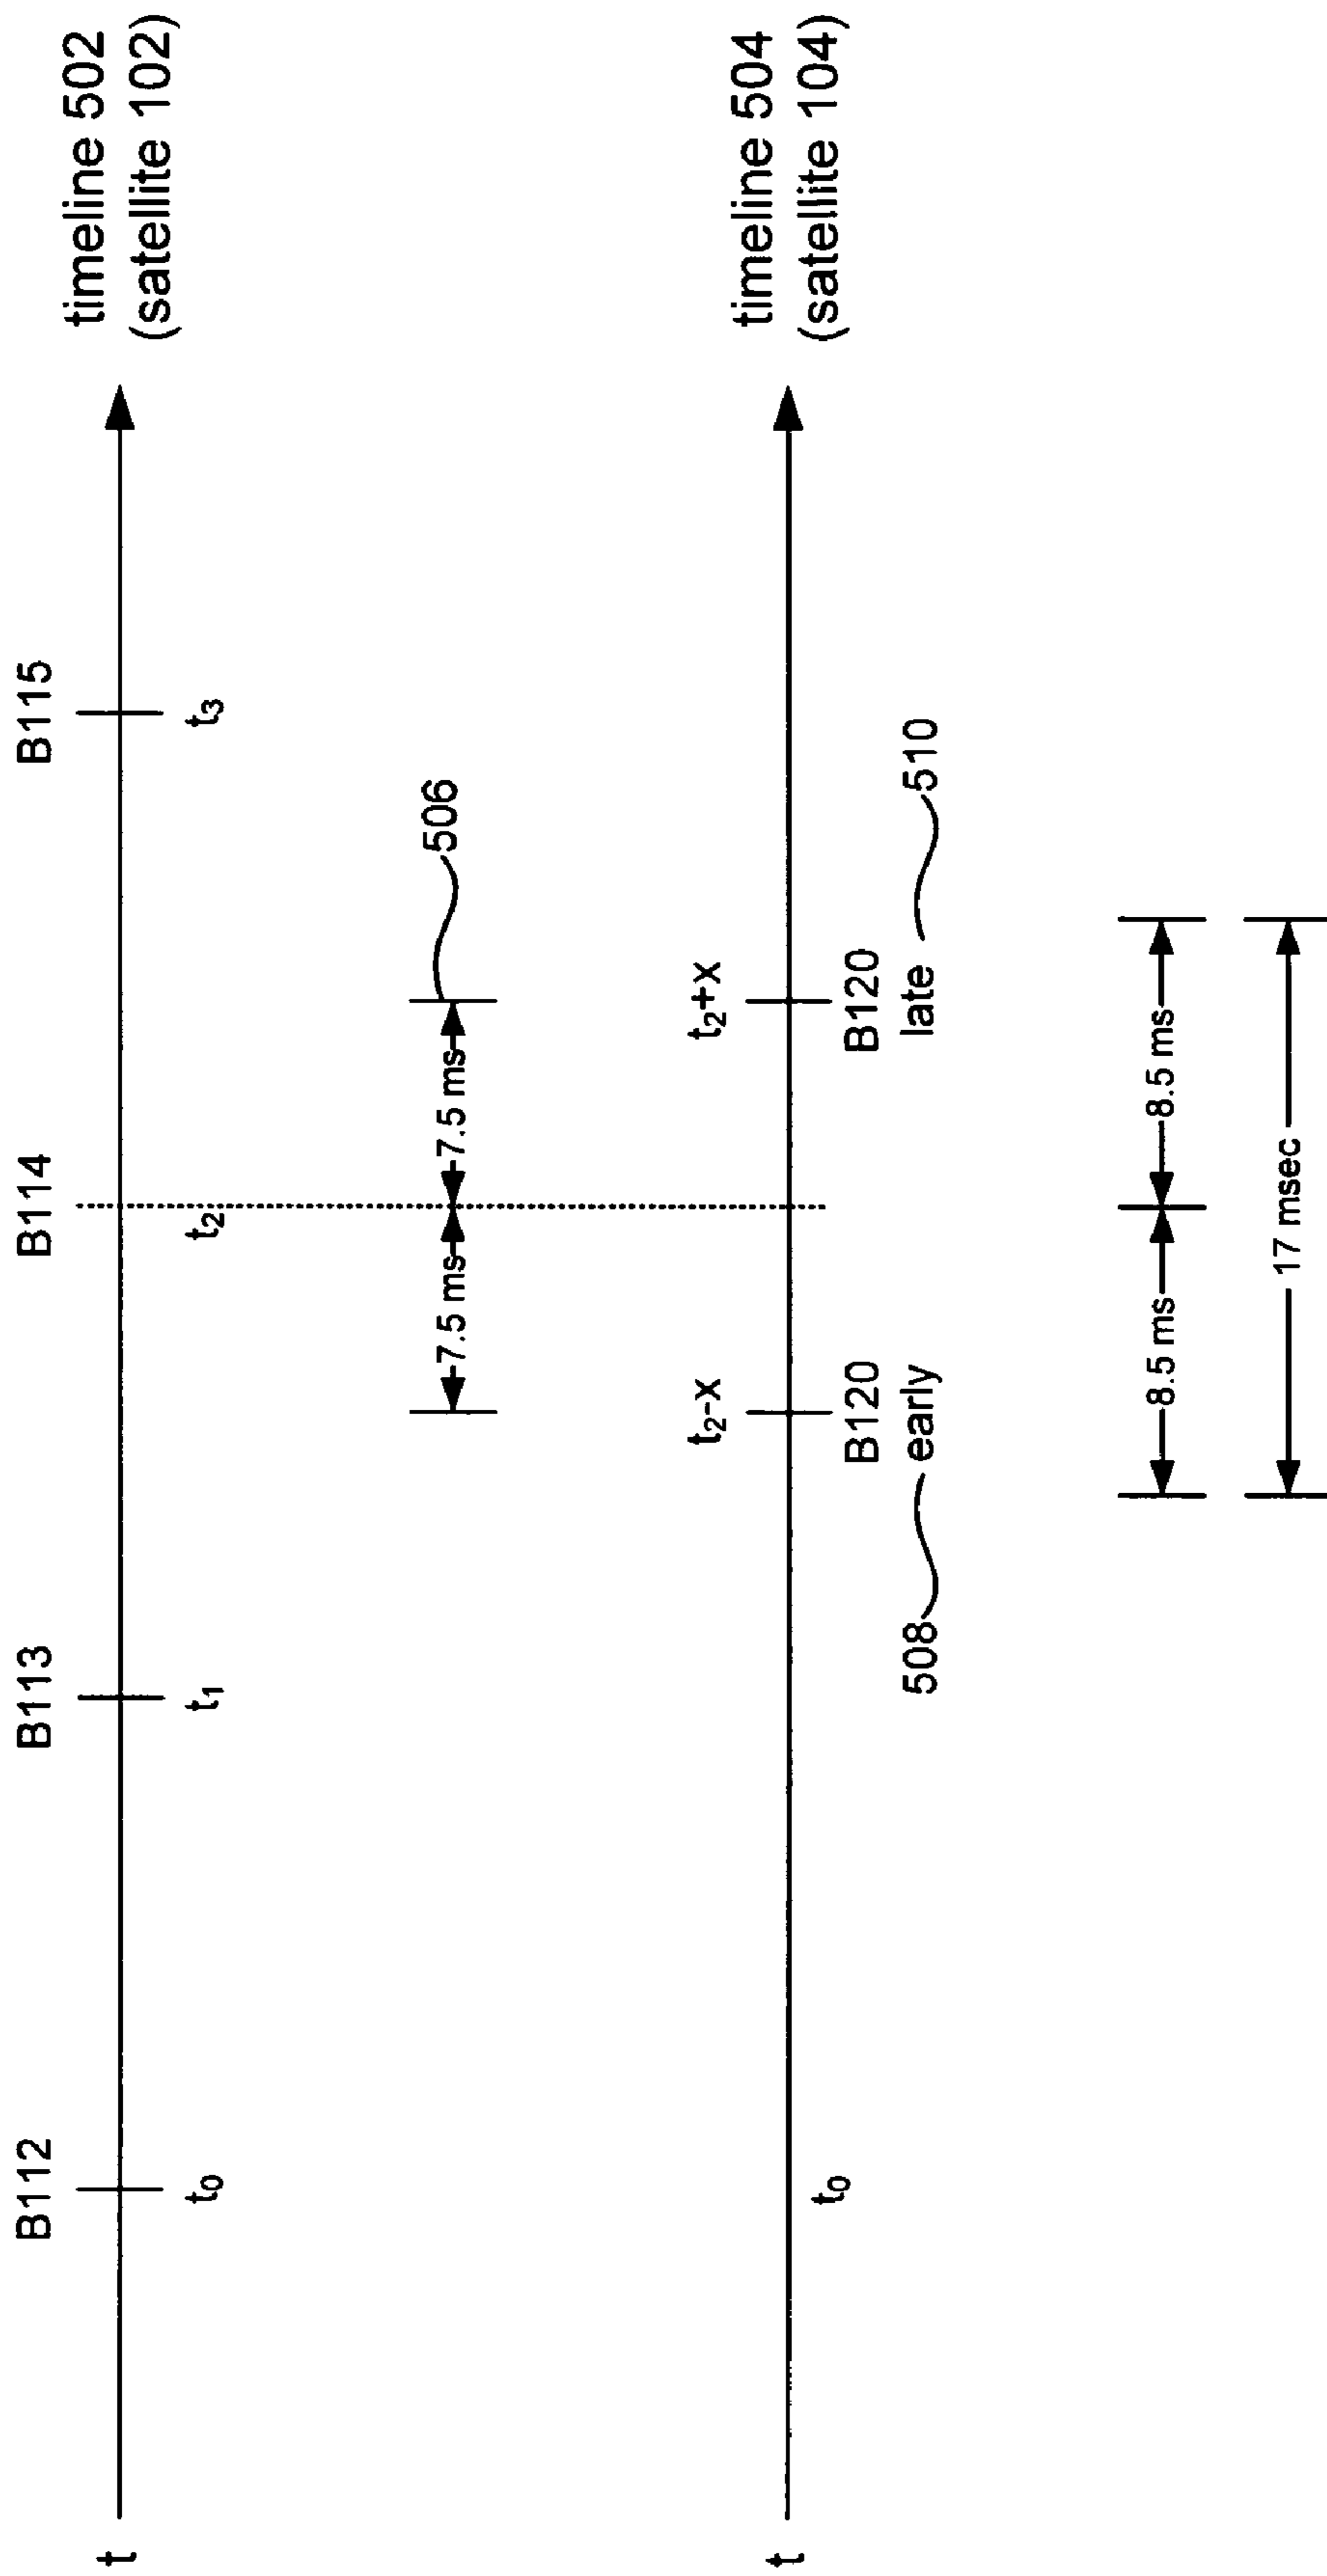 B112 B113 B114 B115
t
timeline 502
(satellite 102)
t₀ t₁ t₂ t₃
506
7.5 ms 7.5 ms
t₂-x t₂+x
t
timeline 504
(satellite 104)
t₀
B120 B120
508 early late 510
8.5 ms 8.5 ms
17 msec